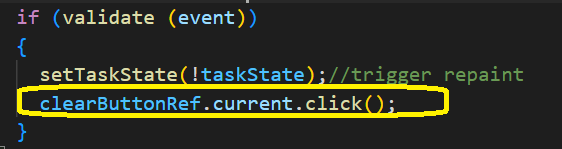 if (validate (event))
{
setTaskState(!taskState);//trigger repaint
clearButtonRef.current.click();
}